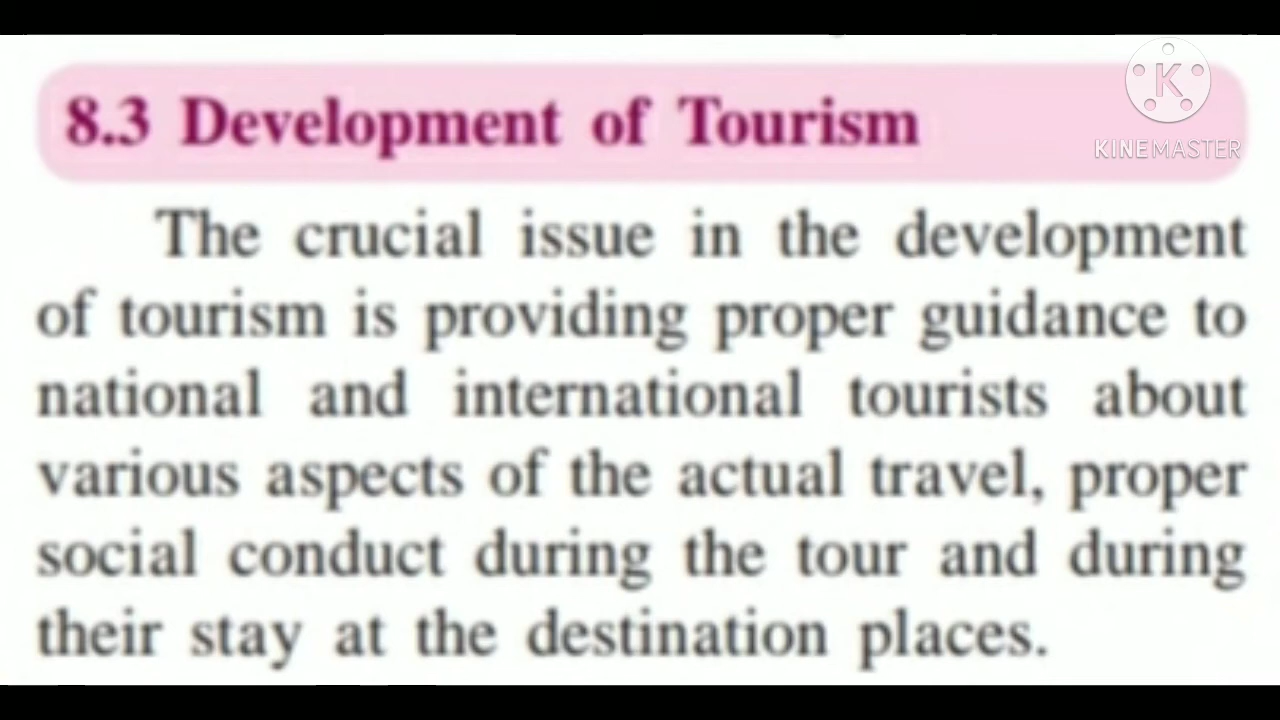 8.3 Development of Tourism
K
KINEMASTER
The crucial issue in the development
of tourism is providing proper guidance to
national and international tourists about
various aspects of the actual travel, proper
social conduct during the tour and during
their stay at the destination places.